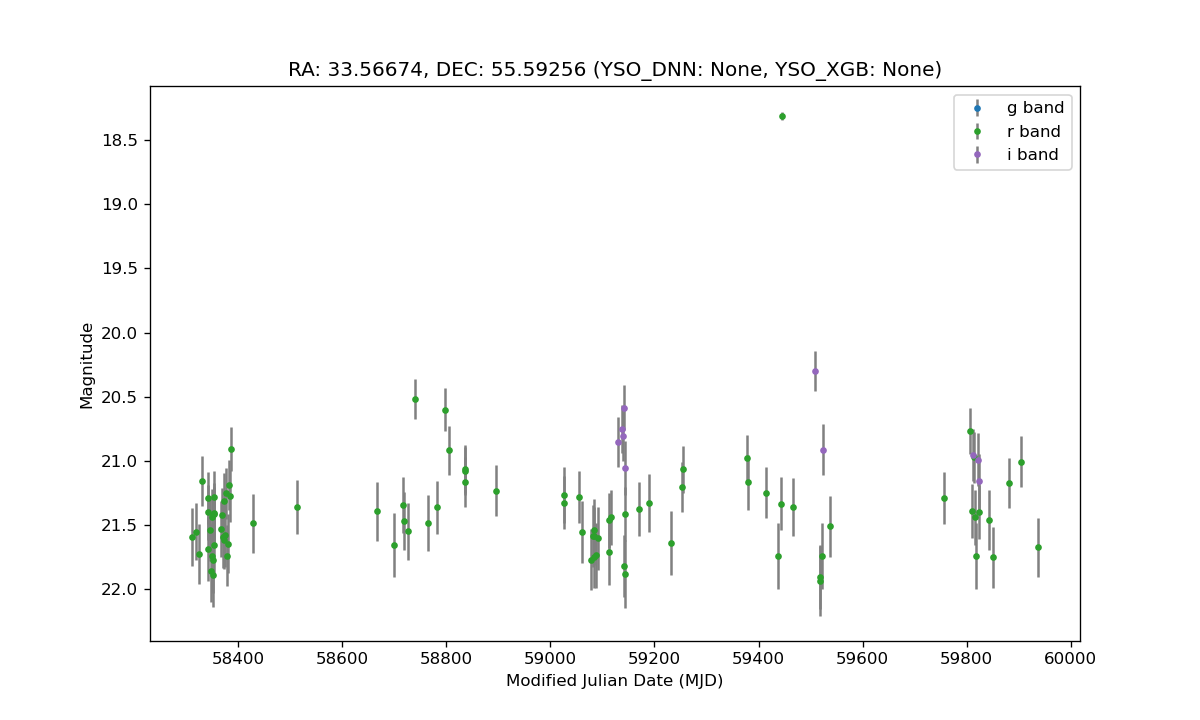 RA: 33.56674, DEC: 55.59256 (YSO_DNN: None, YSO_XGB: None)
g band
r band
i band
18.5
19.0
19.5
20.0
20.5
21.0
21.5
22.0
Magnitude
58400 58600 58800 59000 59200 59400 59600 59800 60000
Modified Julian Date (MJD)